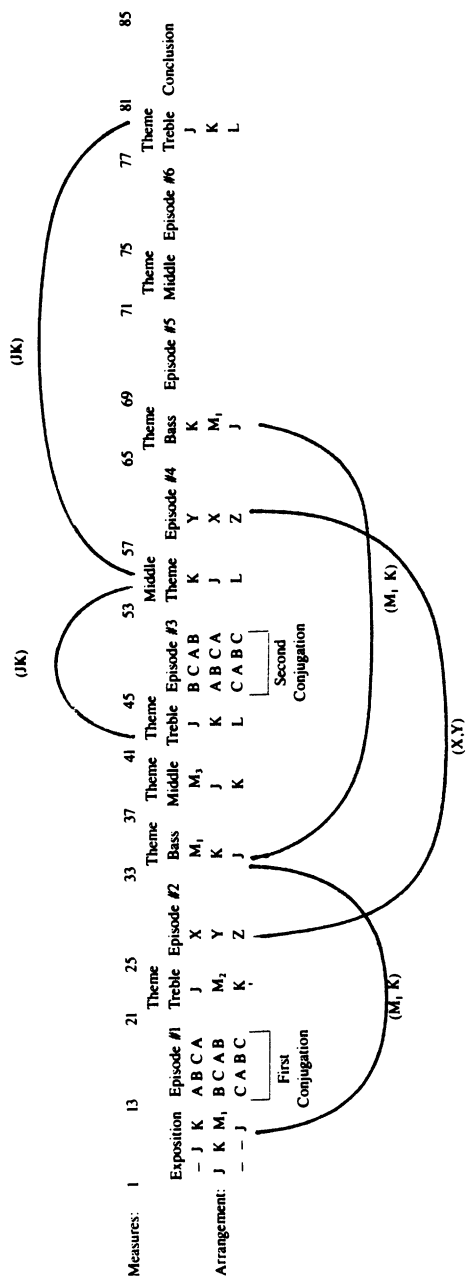 (JK) (JK)
Measures: 1 13 21 25 33 37 41 45 53 57 65 69 71 75 77 81 85
Theme Theme Theme Theme Middle Theme Theme Theme
Exposition Episode #1 Treble Episode #2 Bass Middle Treble Episode #3 Theme Episode #4 Bass Episode #5 Middle Episode #6 Treble Conclusion
– J K A B C A J X M₁ M₃ J B C A B K Y K J
Arrangement: J K M₁ B C A B M₂ Y K J K A B C A J X M₁ K
– – J C A B C K Z J K L C A B C L Z J L
First Second
Conjugation Conjugation
(M₁ K) (M₁ K)
(X,Y)